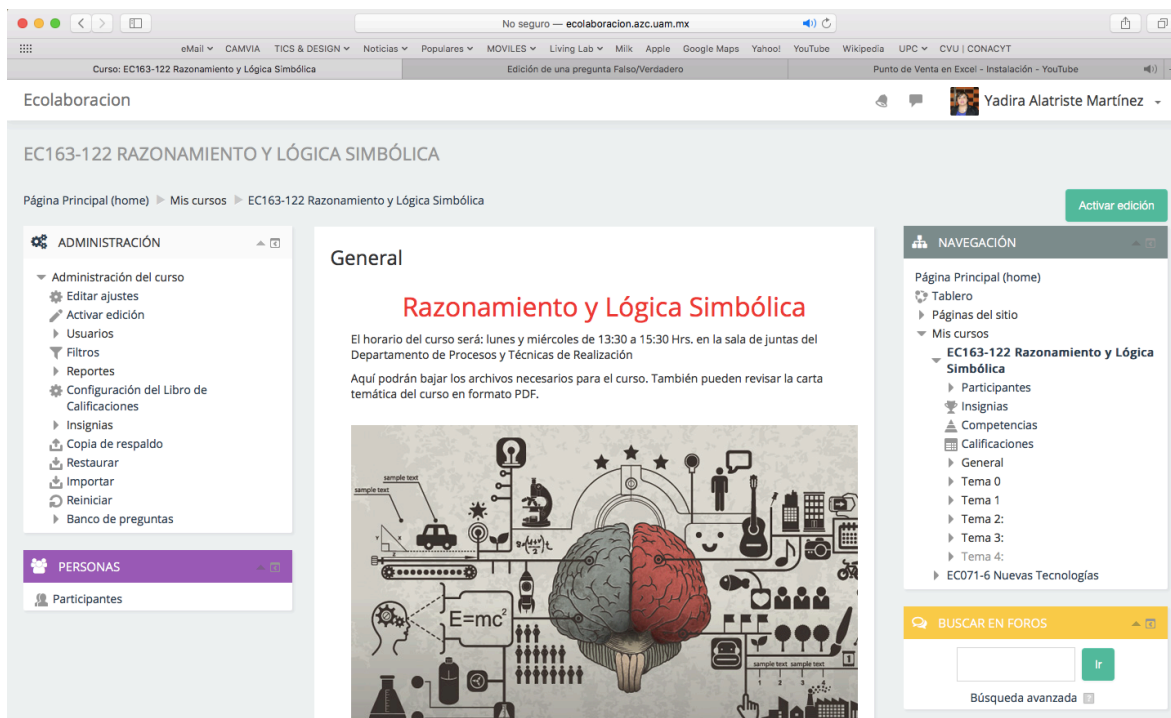 No seguro — ecolaboracion.azc.uam.mx
eMail CAMVIA TICS & DESIGN Noticias Populares MOVILES Living Lab Milk Apple Google Maps Yahoo! YouTube Wikipedia UPC CVU | CONACYT
Curso: EC163-122 Razonamiento y Lógica Simbólica
Edición de una pregunta Falso/Verdadero
Punto de Venta en Excel - Instalación - YouTube
Ecolaboracion
Yadira Alatriste Martínez
EC163-122 RAZONAMIENTO Y LÓGICA SIMBÓLICA
Página Principal (home) Mis cursos EC163-122 Razonamiento y Lógica Simbólica
Activar edición
ADMINISTRACIÓN
Administración del curso
Editar ajustes
Activar edición
Usuarios
Filtros
Reportes
Configuración del Libro de
Calificaciones
Insignias
Copia de respaldo
Restaurar
Importar
Reiniciar
Banco de preguntas
PERSONAS
Participantes
General
Razonamiento y Lógica Simbólica
El horario del curso será: lunes y miércoles de 13:30 a 15:30 Hrs. en la sala de juntas del
Departamento de Procesos y Técnicas de Realización
Aquí podrán bajar los archivos necesarios para el curso. También pueden revisar la carta
temática del curso en formato PDF.
sample text
sample text
E=mc²
sample text sample text
1 2 3 4
NAVEGACIÓN
Página Principal (home)
Tablero
Páginas del sitio
Mis cursos
EC163-122 Razonamiento y Lógica
Simbólica
Participantes
Insignias
Competencias
Calificaciones
General
Tema 0
Tema 1
Tema 2:
Tema 3:
Tema 4:
EC071-6 Nuevas Tecnologías
BUSCAR EN FOROS
Ir
Búsqueda avanzada